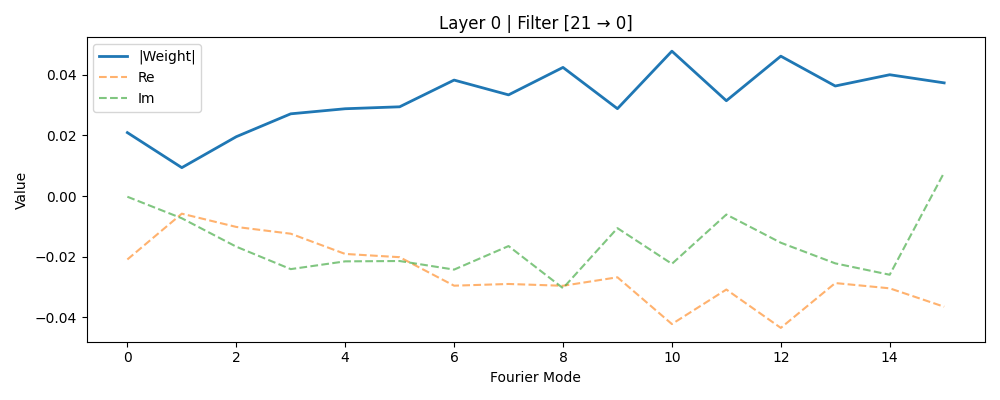 Layer 0 | Filter [21 → 0]
|Weight|
Re
Im
Value
0.04
0.02
0.00
−0.02
−0.04
0 2 4 6 8 10 12 14
Fourier Mode